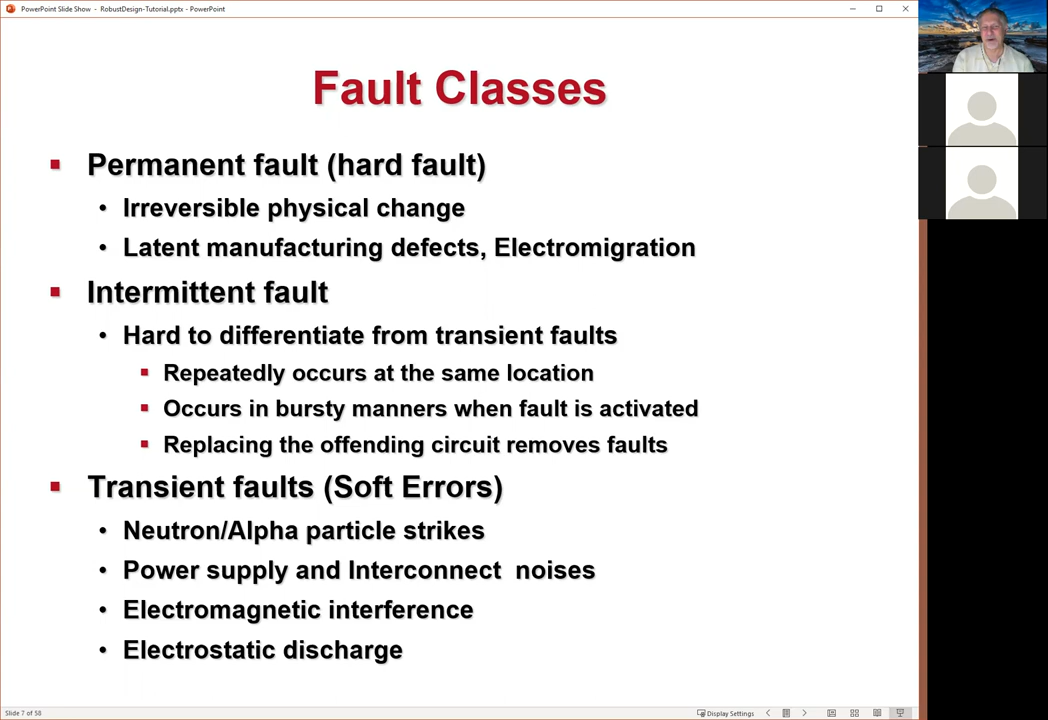 PowerPoint Slide Show - RobustDesign-Tutorial.pptx - PowerPoint
Fault Classes
Permanent fault (hard fault)
Irreversible physical change
Latent manufacturing defects, Electromigration
Intermittent fault
Hard to differentiate from transient faults
Repeatedly occurs at the same location
Occurs in bursty manners when fault is activated
Replacing the offending circuit removes faults
Transient faults (Soft Errors)
Neutron/Alpha particle strikes
Power supply and Interconnect  noises
Electromagnetic interference
Electrostatic discharge
Slide 7 of 58
Display Settings